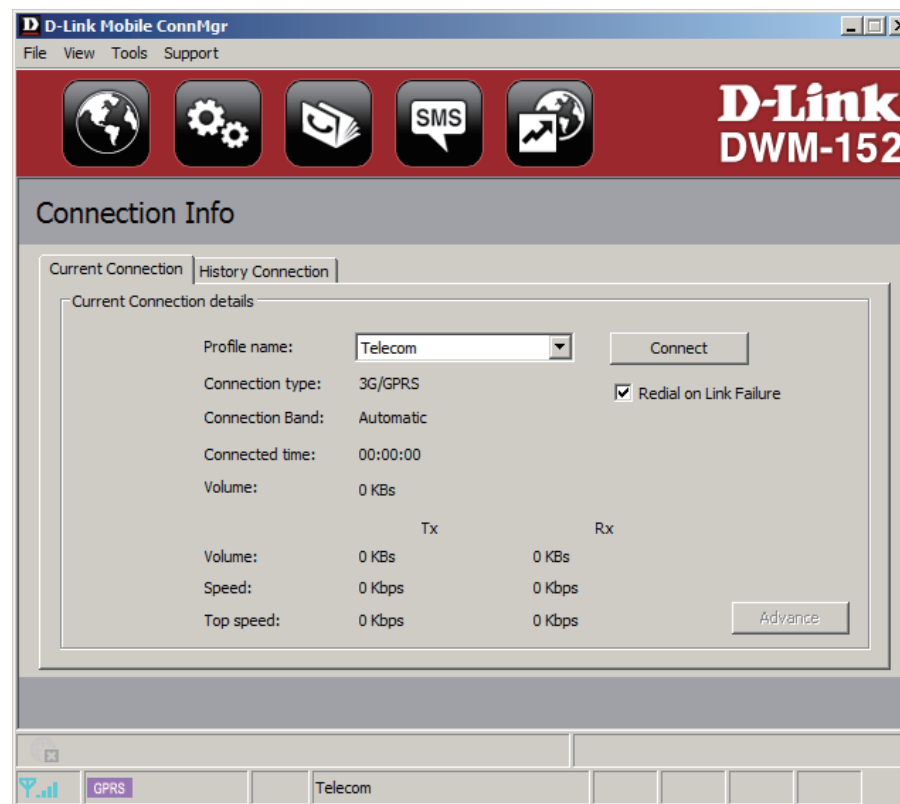 D-Link Mobile ConnMgr
File View Tools Support
SMS
D-Link
DWM-152
Connection Info
Current Connection History Connection
Current Connection details
Profile name: Telecom Connect
Connection type: 3G/GPRS Redial on Link Failure
Connection Band: Automatic
Connected time: 00:00:00
Volume: 0 KBs
Tx Rx
Volume: 0 KBs 0 KBs
Speed: 0 Kbps 0 Kbps
Top speed: 0 Kbps 0 Kbps
Advance
GPRS Telecom